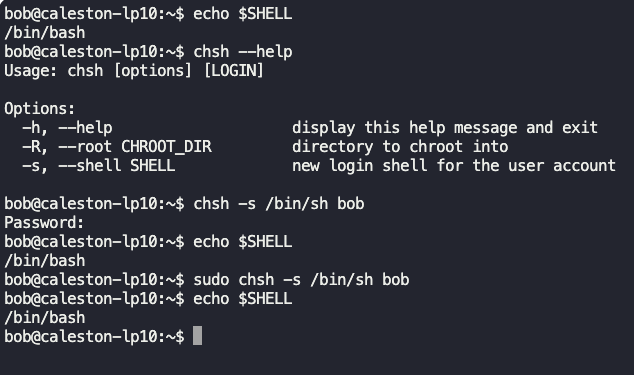 bob@caleston-lp10:~$ echo $SHELL
/bin/bash
bob@caleston-lp10:~$ chsh --help
Usage: chsh [options] [LOGIN]

Options:
  -h, --help                    display this help message and exit
  -R, --root CHROOT_DIR         directory to chroot into
  -s, --shell SHELL             new login shell for the user account

bob@caleston-lp10:~$ chsh -s /bin/sh bob
Password:
bob@caleston-lp10:~$ echo $SHELL
/bin/bash
bob@caleston-lp10:~$ sudo chsh -s /bin/sh bob
bob@caleston-lp10:~$ echo $SHELL
/bin/bash
bob@caleston-lp10:~$